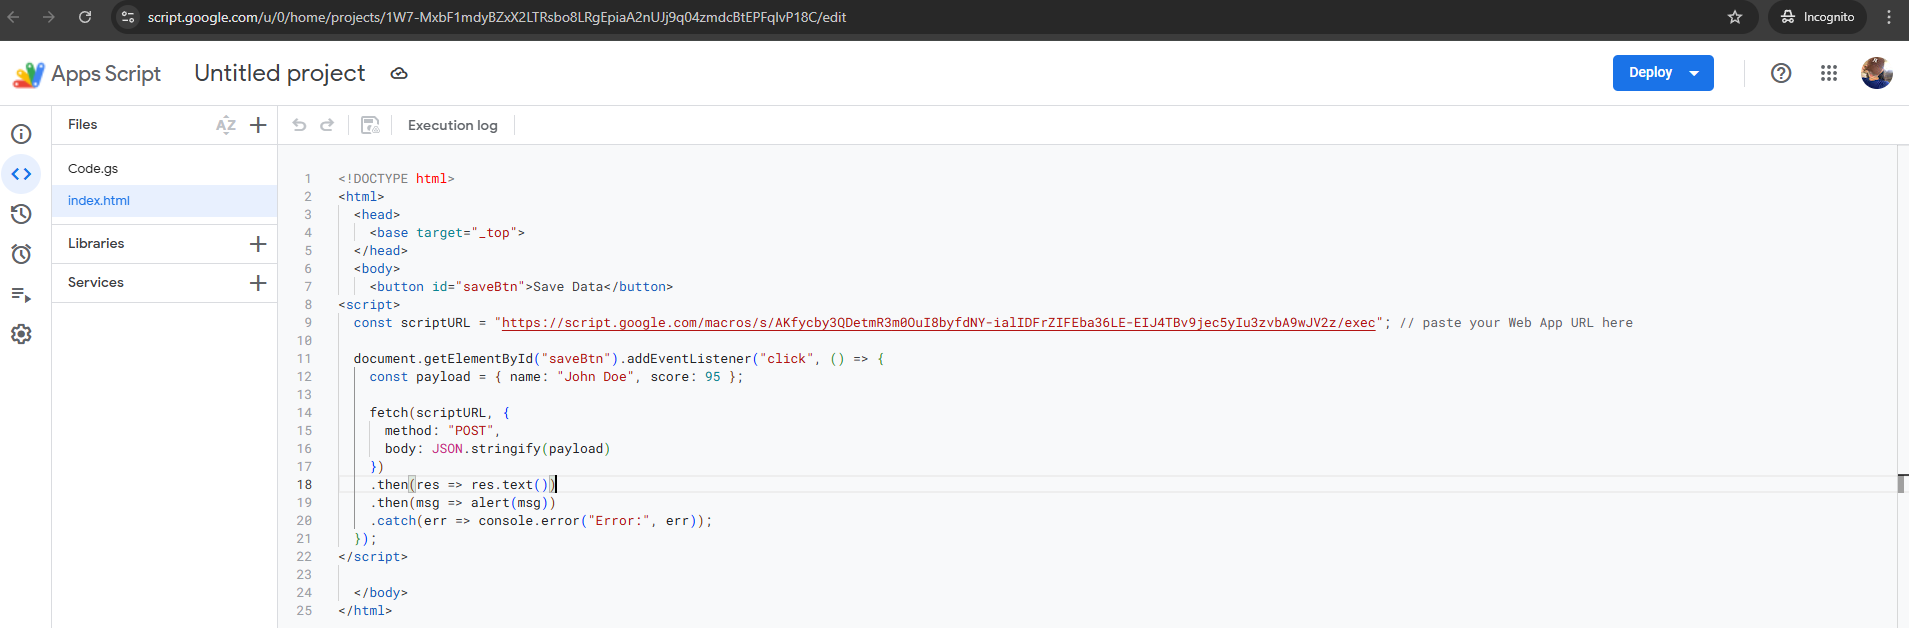 script.google.com/u/0/home/projects/1W7-MxbF1mdyBZxX2LTRsbo8LRgEpiaA2nUJj9q04zmdcBtEPFqIvP18C/edit
Incognito
Apps Script
Untitled project
Deploy
Files
AZ
Execution log
Code.gs
index.html
Libraries
Services
1 <!DOCTYPE html>
2 <html>
3 <head>
4 <base target="_top">
5 </head>
6 <body>
7 <button id="saveBtn">Save Data</button>
8 <script>
9 const scriptURL = "https://script.google.com/macros/s/AKfycby3QDetmR3m0OuI8byfdNY-ialIDFrZIFEba36LE-EIJ4TBv9jec5yIu3zvbA9wJV2z/exec"; // paste your Web App URL here
10
11 document.getElementById("saveBtn").addEventListener("click", () => {
12 const payload = { name: "John Doe", score: 95 };
13
14 fetch(scriptURL, {
15 method: "POST",
16 body: JSON.stringify(payload)
17 })
18 .then(res => res.text())
19 .then(msg => alert(msg))
20 .catch(err => console.error("Error:", err));
21 });
22 </script>
23
24 </body>
25 </html>